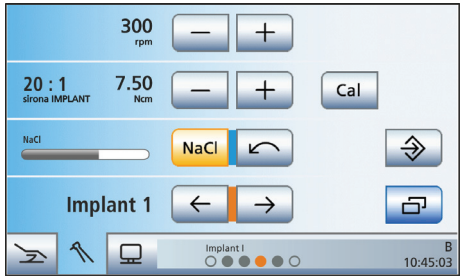 300
rpm
20 : 1
sirona IMPLANT
7.50
Ncm
Cal
NaCl
NaCl
Implant 1
Implant I
B
10:45:03